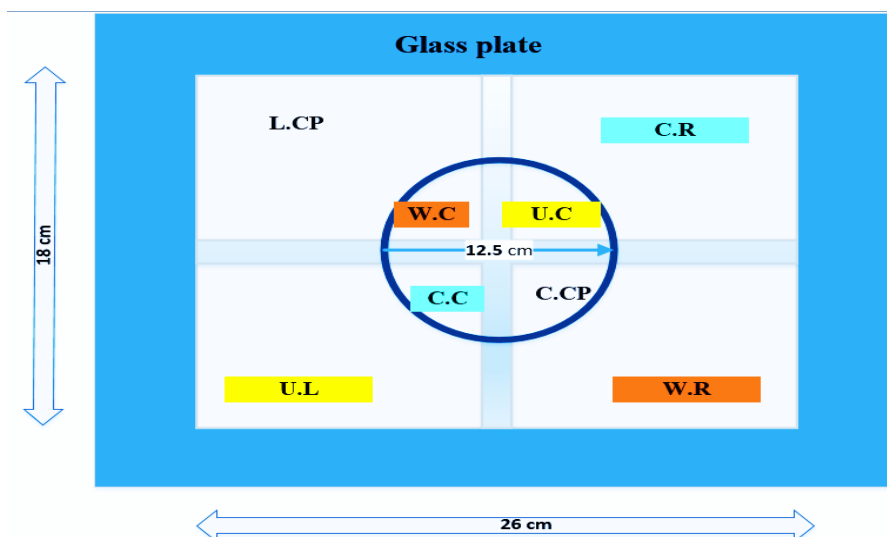 Glass plate
L.CP
C.R
W.C
U.C
12.5 cm
C.C
C.CP
U.L
W.R
18 cm
26 cm